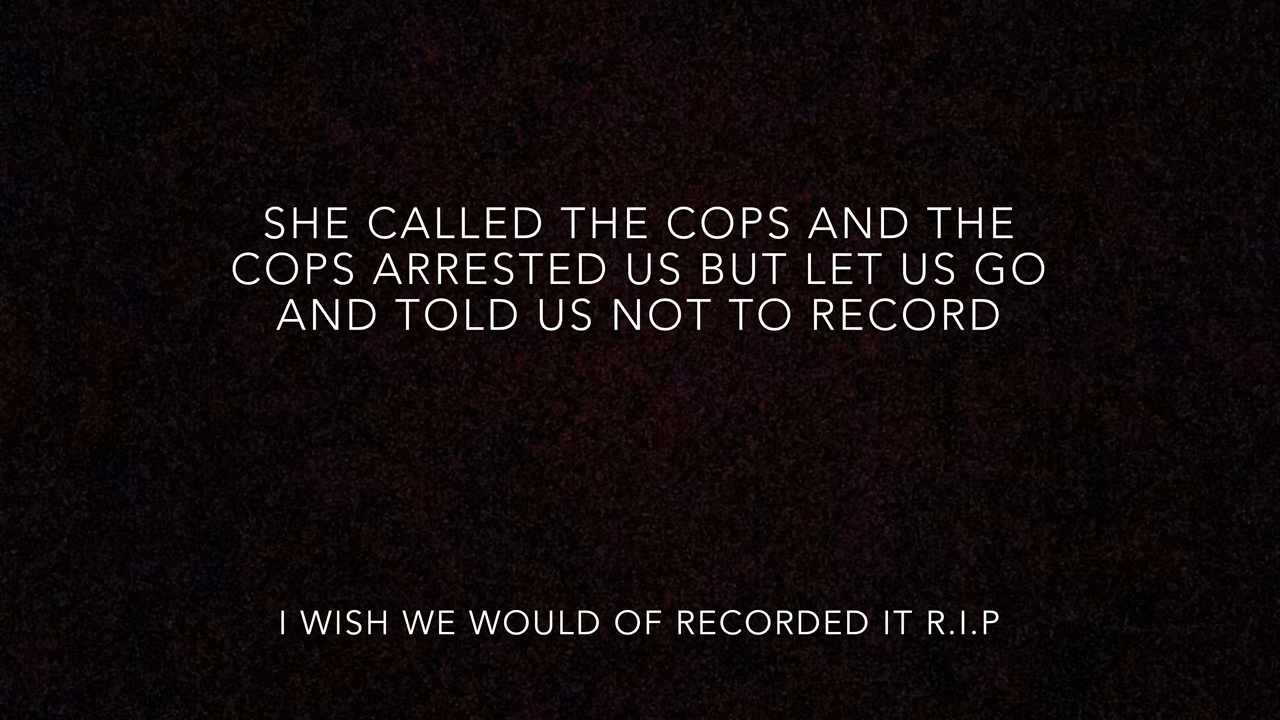 SHE CALLED THE COPS AND THE
COPS ARRESTED US BUT LET US GO
AND TOLD US NOT TO RECORD
I WISH WE WOULD OF RECORDED IT R.I.P